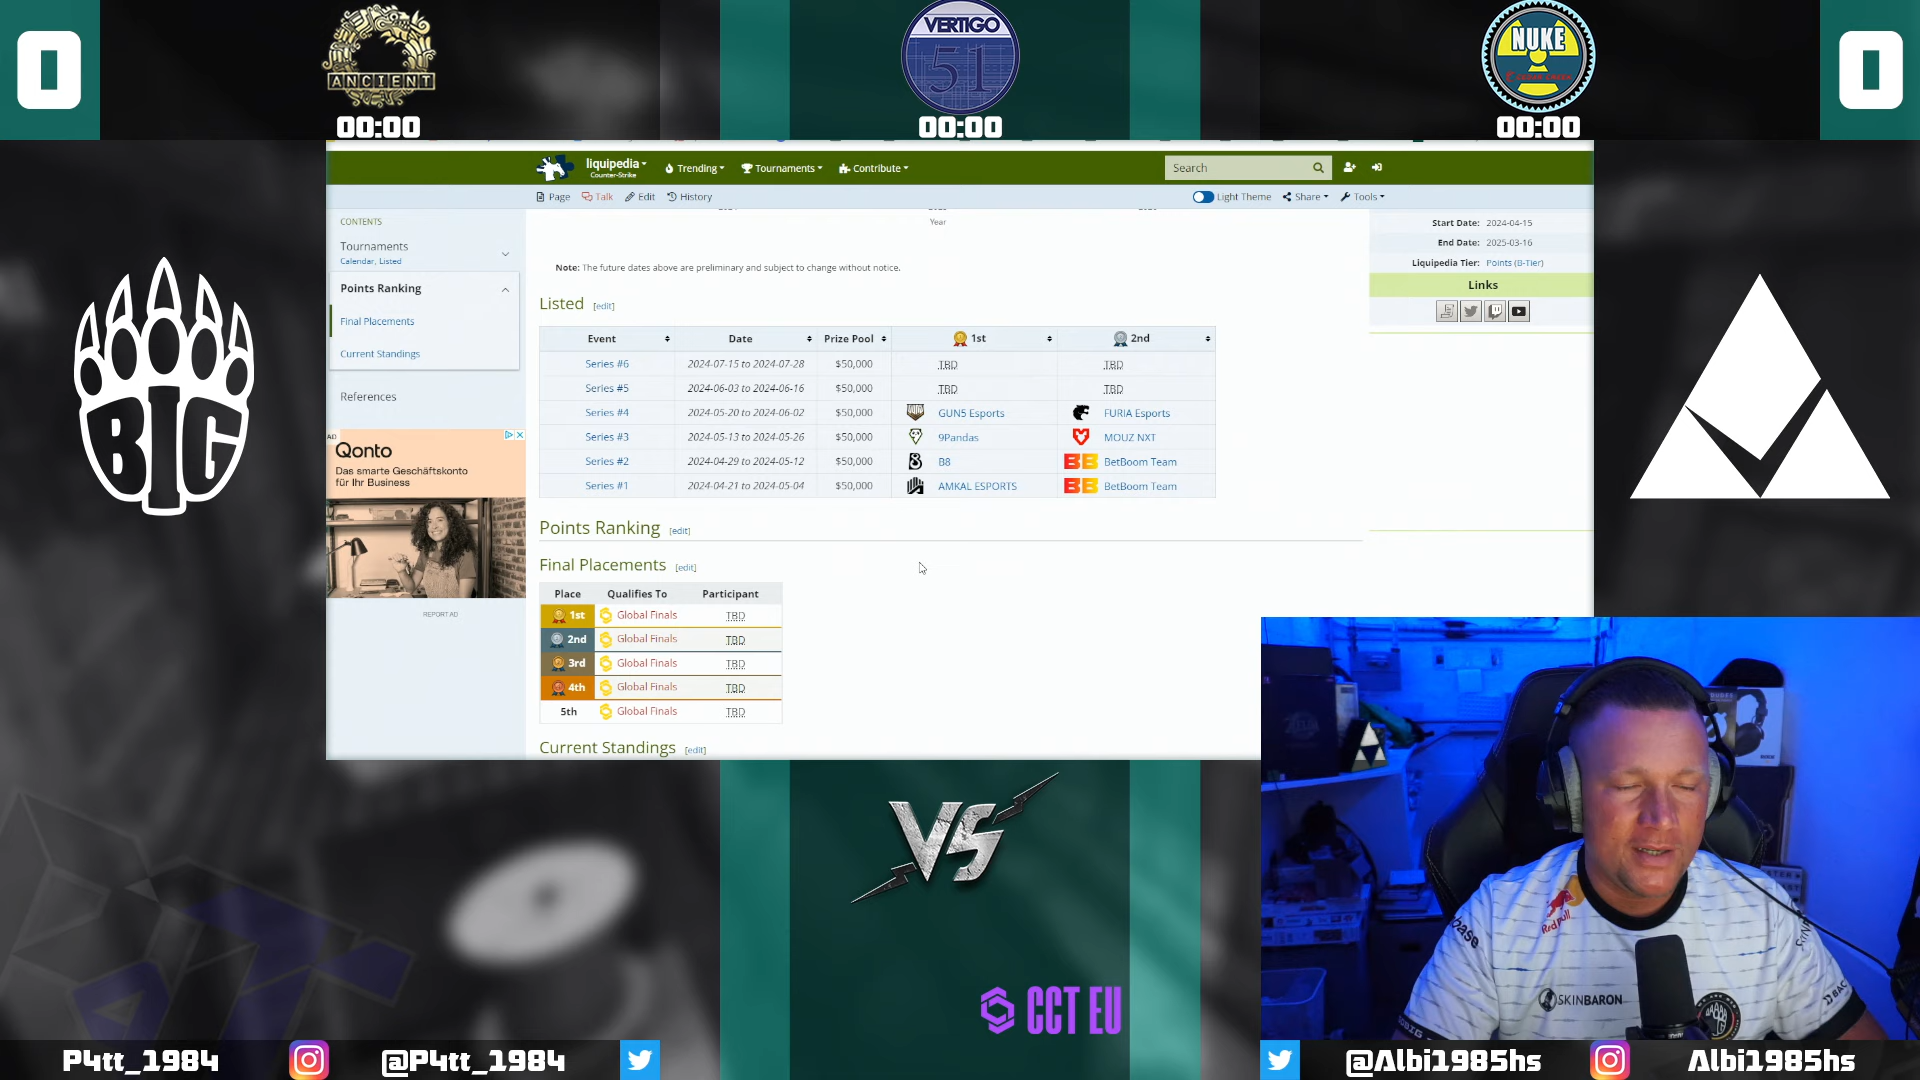 0
ANCIENT
00:00
VERTIGO
51
00:00
NUKE
00:00
0
liquipedia
Counter-Strike
Trending
Tournaments
Contribute
Search
Page
Talk
Edit
History
Light Theme
Share
Tools
CONTENTS
Tournaments
Calendar, Listed
Points Ranking
Final Placements
Current Standings
References
Year
Note: The future dates above are preliminary and subject to change without notice.
Start Date: 2024-04-15
End Date: 2025-03-16
Liquipedia Tier: Points (B-Tier)
Links
Listed [edit]
Event Date Prize Pool 1st 2nd
Series #6 2024-07-15 to 2024-07-28 $50,000 TBD TBD
Series #5 2024-06-03 to 2024-06-16 $50,000 TBD TBD
Series #4 2024-05-20 to 2024-06-02 $50,000 GUN5 Esports FURIA Esports
Series #3 2024-05-13 to 2024-05-26 $50,000 9Pandas MOUZ NXT
Series #2 2024-04-29 to 2024-05-12 $50,000 B8 BetBoom Team
Series #1 2024-04-21 to 2024-05-04 $50,000 AMKAL ESPORTS BetBoom Team
AD
Qonto
Das smarte Geschäftskonto
für Ihr Business
REPORT AD
Points Ranking [edit]
Final Placements [edit]
Place Qualifies To Participant
1st Global Finals TBD
2nd Global Finals TBD
3rd Global Finals TBD
4th Global Finals TBD
5th Global Finals TBD
Current Standings [edit]
BIG
VS
CCT EU
Red Bull
SKINBARON
P4tt_1984
@P4tt_1984
@Albi1985hs
Albi1985hs